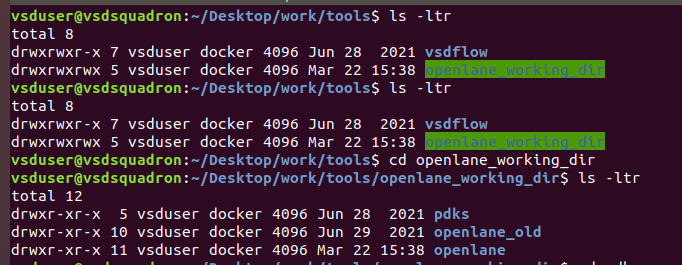 vsduser@vsdsquadron:~/Desktop/work/tools$ ls -ltr
total 8
drwxrwxr-x 7 vsduser docker 4096 Jun 28  2021 vsdflow
drwxrwxrwx 5 vsduser docker 4096 Mar 22 15:38 openlane_working_dir
vsduser@vsdsquadron:~/Desktop/work/tools$ ls -ltr
total 8
drwxrwxr-x 7 vsduser docker 4096 Jun 28  2021 vsdflow
drwxrwxrwx 5 vsduser docker 4096 Mar 22 15:38 openlane_working_dir
vsduser@vsdsquadron:~/Desktop/work/tools$ cd openlane_working_dir
vsduser@vsdsquadron:~/Desktop/work/tools/openlane_working_dir$ ls -ltr
total 12
drwxr-xr-x  5 vsduser docker 4096 Jun 28  2021 pdks
drwxr-xr-x 10 vsduser docker 4096 Jun 29  2021 openlane_old
drwxr-xr-x 11 vsduser docker 4096 Mar 22 15:38 openlane